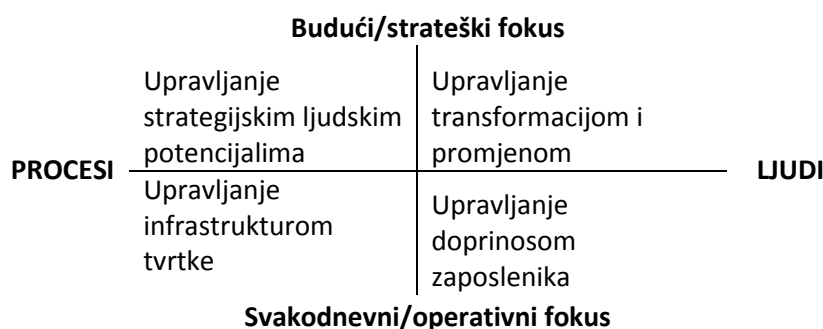 Budući/strateški fokus
Upravljanje
strategijskim ljudskim
potencijalima
Upravljanje
transformacijom i
promjenom
PROCESI
LJUDI
Upravljanje
infrastrukturom
tvrtke
Upravljanje
doprinosom
zaposlenika
Svakodnevni/operativni fokus